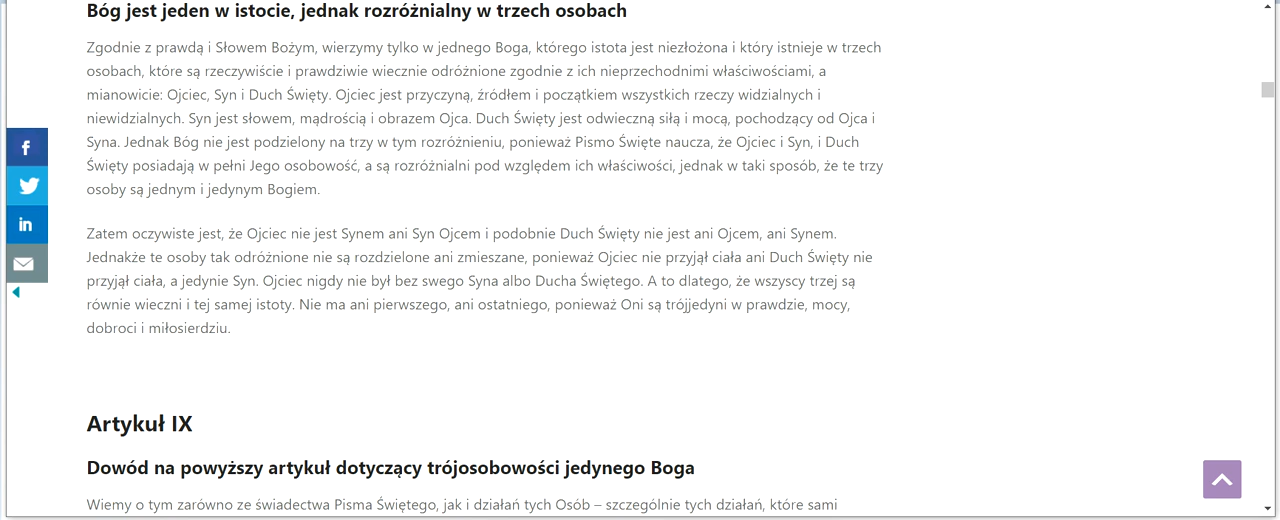 Bóg jest jeden w istocie, jednak rozróżnialny w trzech osobach
Zgodnie z prawdą i Słowem Bożym, wierzymy tylko w jednego Boga, którego istota jest niezłożona i który istnieje w trzech
osobach, które są rzeczywiście i prawdziwie wiecznie odróżnione zgodnie z ich nieprzechodnimi właściwościami, a
mianowicie: Ojciec, Syn i Duch Święty. Ojciec jest przyczyną, źródłem i początkiem wszystkich rzeczy widzialnych i
niewidzialnych. Syn jest słowem, mądrością i obrazem Ojca. Duch Święty jest odwieczną siłą i mocą, pochodzący od Ojca i
Syna. Jednak Bóg nie jest podzielony na trzy w tym rozróżnieniu, ponieważ Pismo Święte naucza, że Ojciec i Syn, i Duch
Święty posiadają w pełni Jego osobowość, a są rozróżnialni pod względem ich właściwości, jednak w taki sposób, że te trzy
osoby są jednym i jedynym Bogiem.
Zatem oczywiste jest, że Ojciec nie jest Synem ani Syn Ojcem i podobnie Duch Święty nie jest ani Ojcem, ani Synem.
Jednakże te osoby tak odróżnione nie są rozdzielone ani zmieszane, ponieważ Ojciec nie przyjął ciała ani Duch Święty nie
przyjął ciała, a jedynie Syn. Ojciec nigdy nie był bez swego Syna albo Ducha Świętego. A to dlatego, że wszyscy trzej są
równie wieczni i tej samej istoty. Nie ma ani pierwszego, ani ostatniego, ponieważ Oni są trójjedyni w prawdzie, mocy,
dobroci i miłosierdziu.
Artykuł IX
Dowód na powyższy artykuł dotyczący trójosobowości jedynego Boga
Wiemy o tym zarówno ze świadectwa Pisma Świętego, jak i działań tych Osób – szczególnie tych działań, które sami